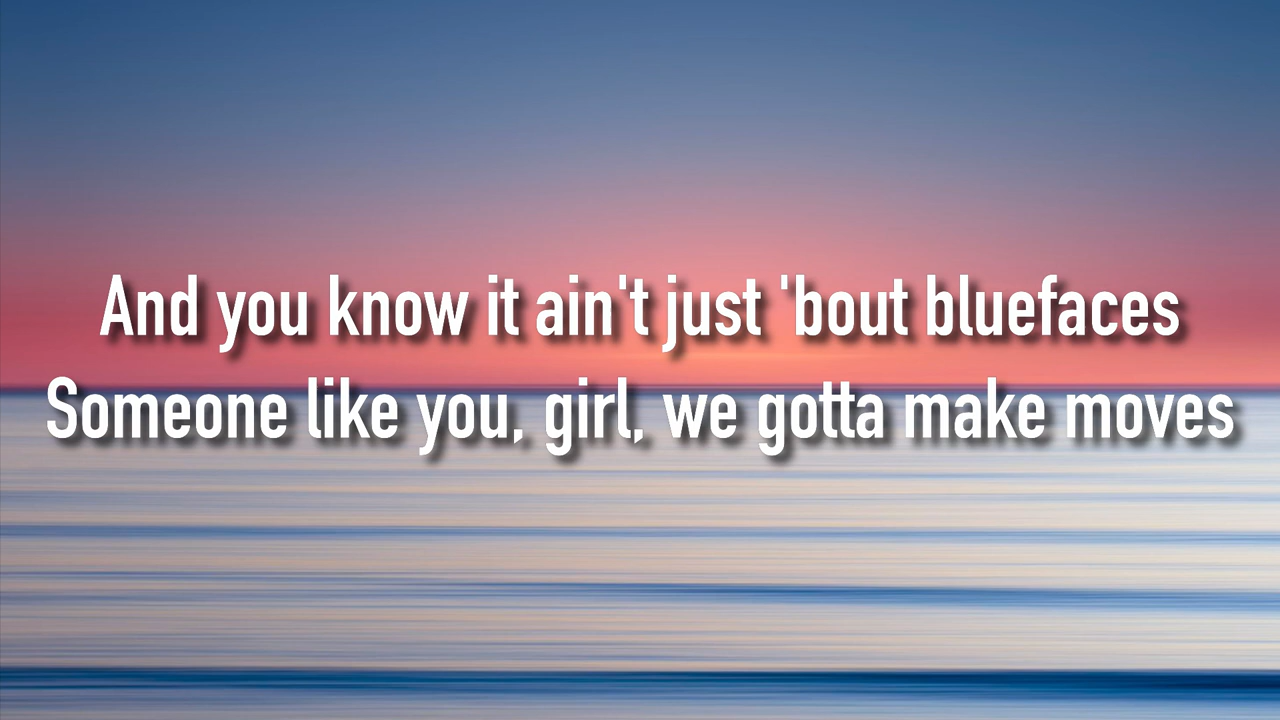 And you know it ain't just 'bout bluefaces
Someone like you, girl, we gotta make moves